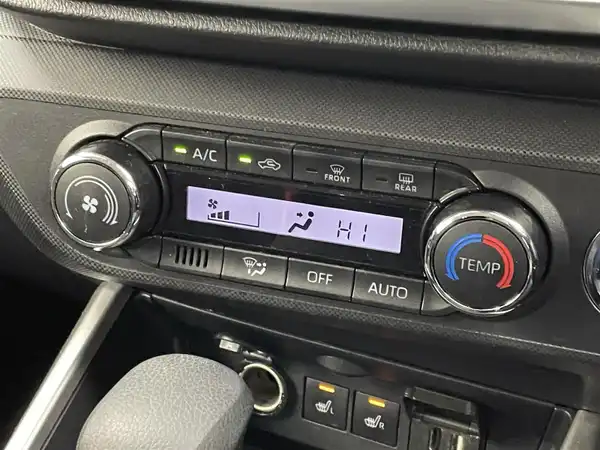 A/C
FRONT
REAR
HI
TEMP
OFF
AUTO
L
R